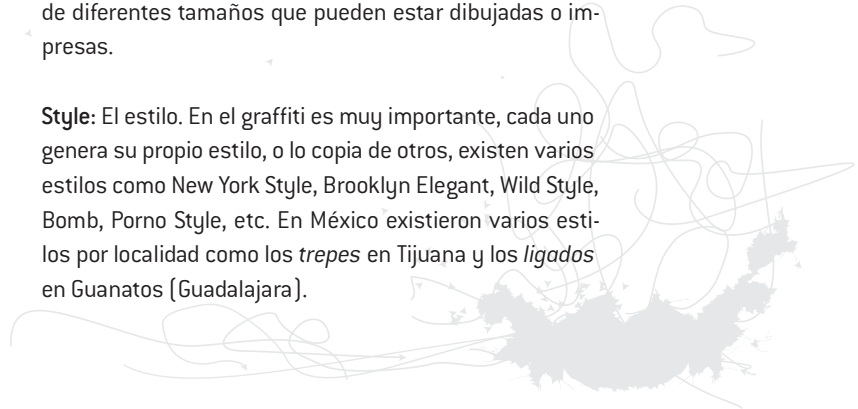 de diferentes tamaños que pueden estar dibujadas o im-
presas.
Style: El estilo. En el graffiti es muy importante, cada uno
genera su propio estilo, o lo copia de otros, existen varios
estilos como New York Style, Brooklyn Elegant, Wild Style,
Bomb, Porno Style, etc. En México existieron varios esti-
los por localidad como los trepes en Tijuana y los ligados
en Guanatos (Guadalajara).